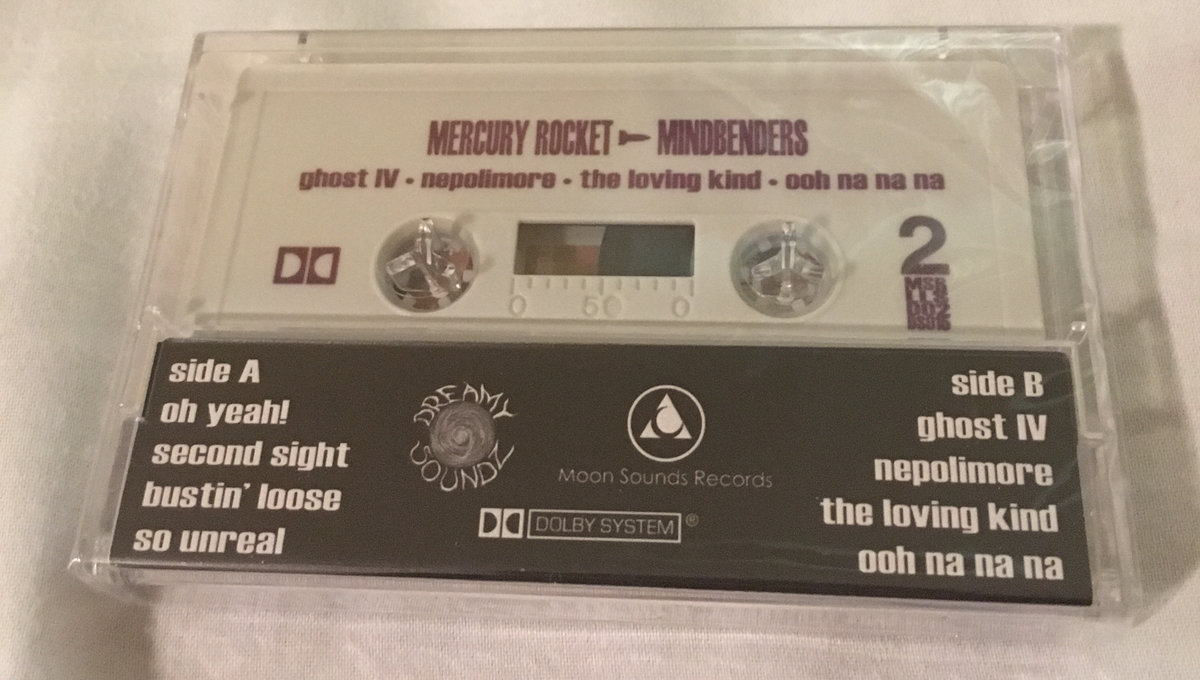 MERCURY ROCKET MINDBENDERS
ghost IV • nepolimore • the loving kind • ooh na na na
2
0 50 0
side A
oh yeah!
second sight
bustin' loose
so unreal
DREAMY
SOUNDZ
Moon Sounds Records
DOLBY SYSTEM ®
side B
ghost IV
nepolimore
the loving kind
ooh na na na